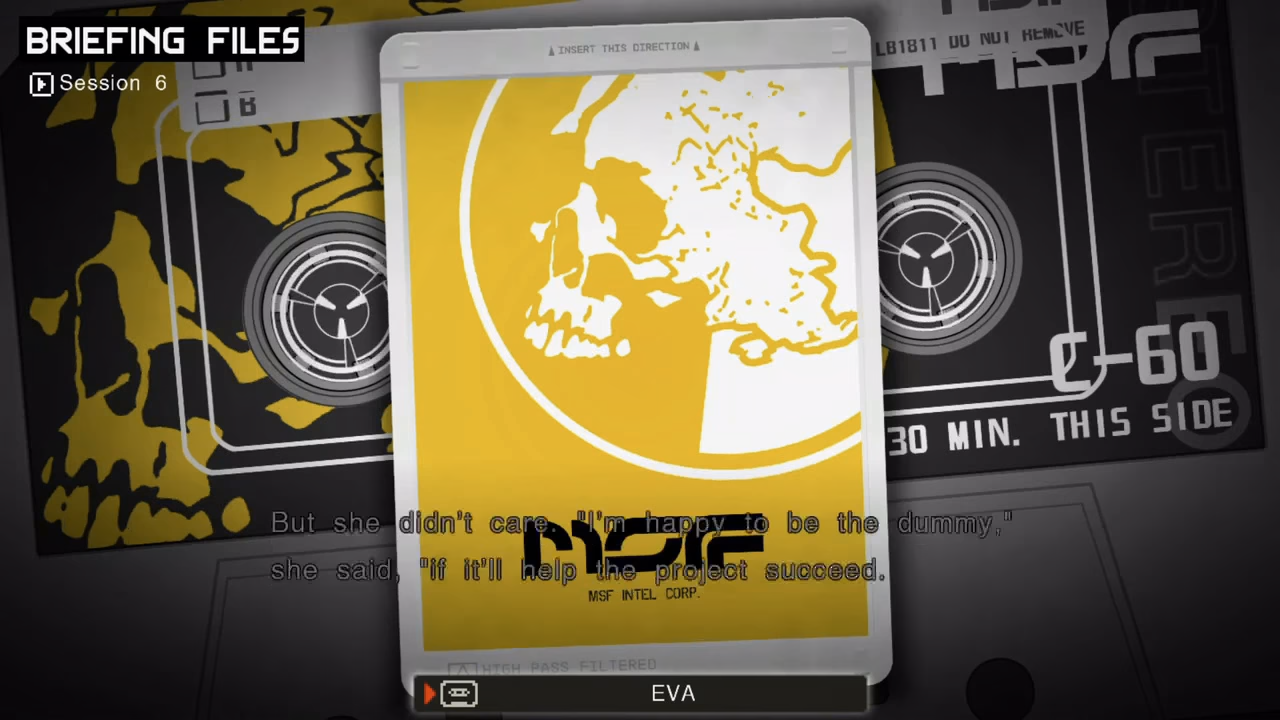 BRIEFING FILES
Session 6
INSERT THIS DIRECTION
LB1811 DO NOT REMOVE
B
C-60
30 MIN. THIS SIDE
But she didn't care. "I'm happy to be the dummy,"
she said, "if it'll help the project succeed.
MSF
MSF INTEL CORP.
A HIGH PASS FILTERED
EVA